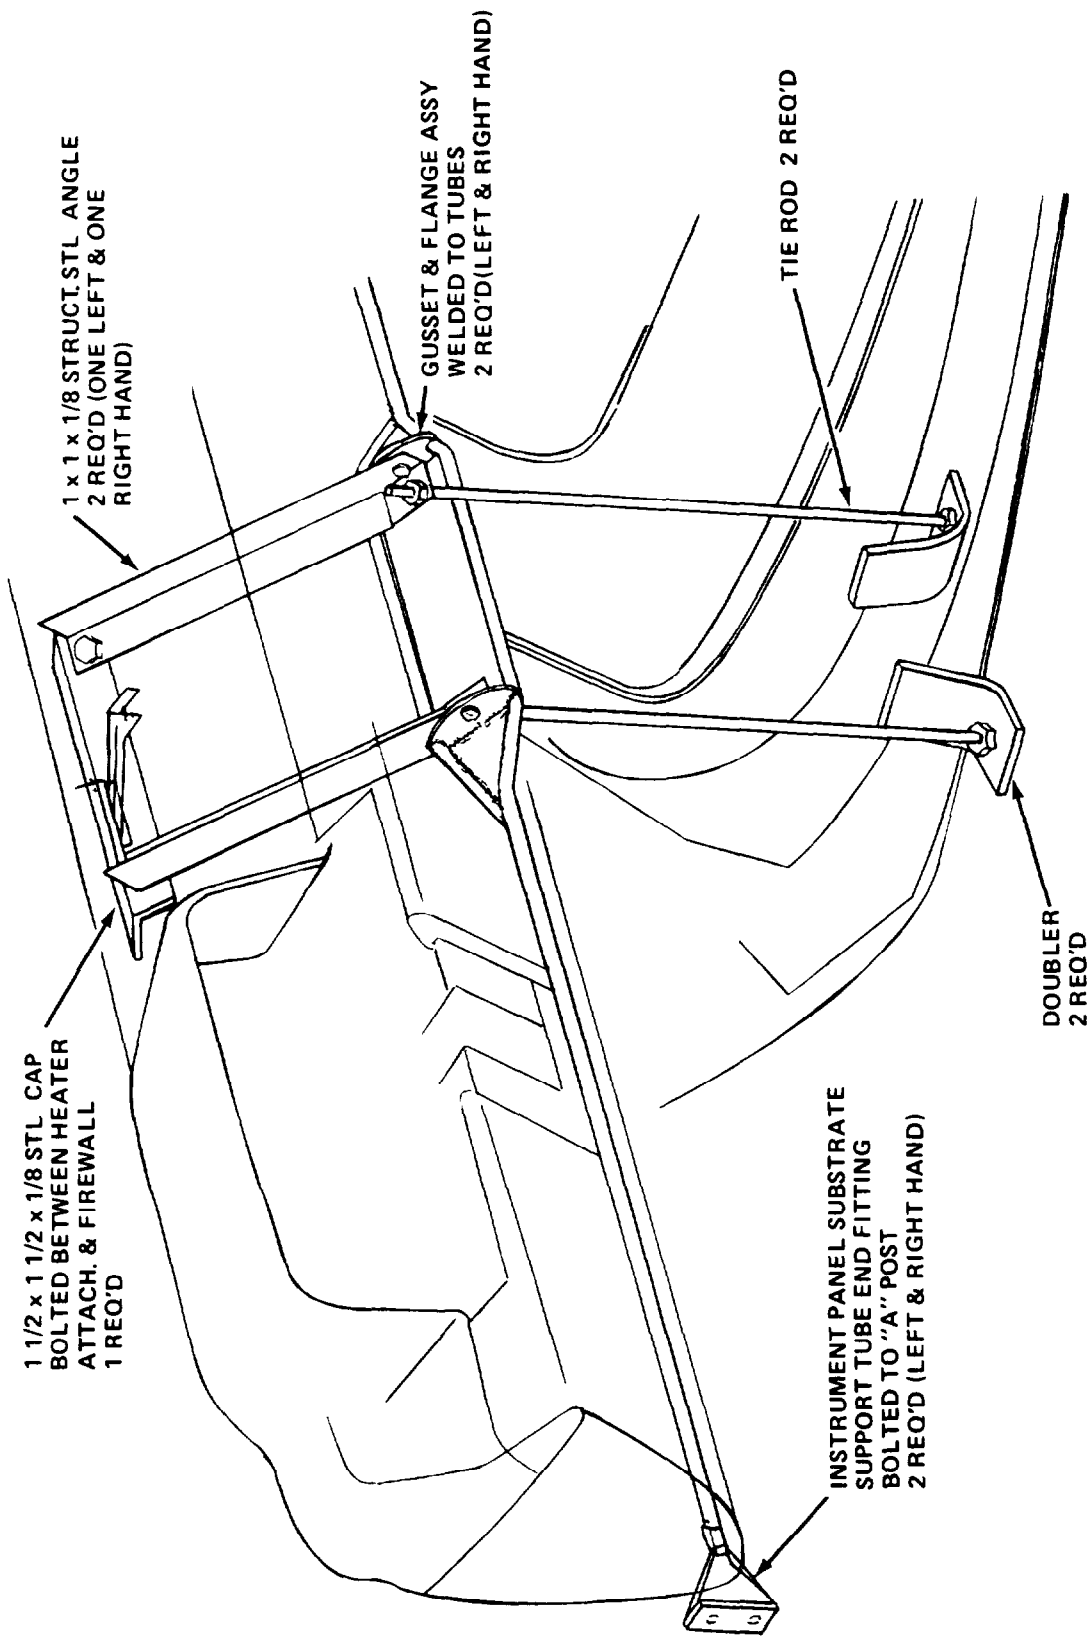 1 1/2 x 1 1/2 x 1/8 STL CAP
BOLTED BETWEEN HEATER
ATTACH. & FIREWALL
1 REQ'D
1 x 1 x 1/8 STRUCT. STL ANGLE
2 REQ'D (ONE LEFT & ONE
RIGHT HAND)
GUSSET & FLANGE ASSY
WELDED TO TUBES
2 REQ'D(LEFT & RIGHT HAND)
TIE ROD 2 REQ'D
DOUBLER
2 REQ'D
INSTRUMENT PANEL SUBSTRATE
SUPPORT TUBE END FITTING
BOLTED TO "A" POST
2 REQ'D (LEFT & RIGHT HAND)